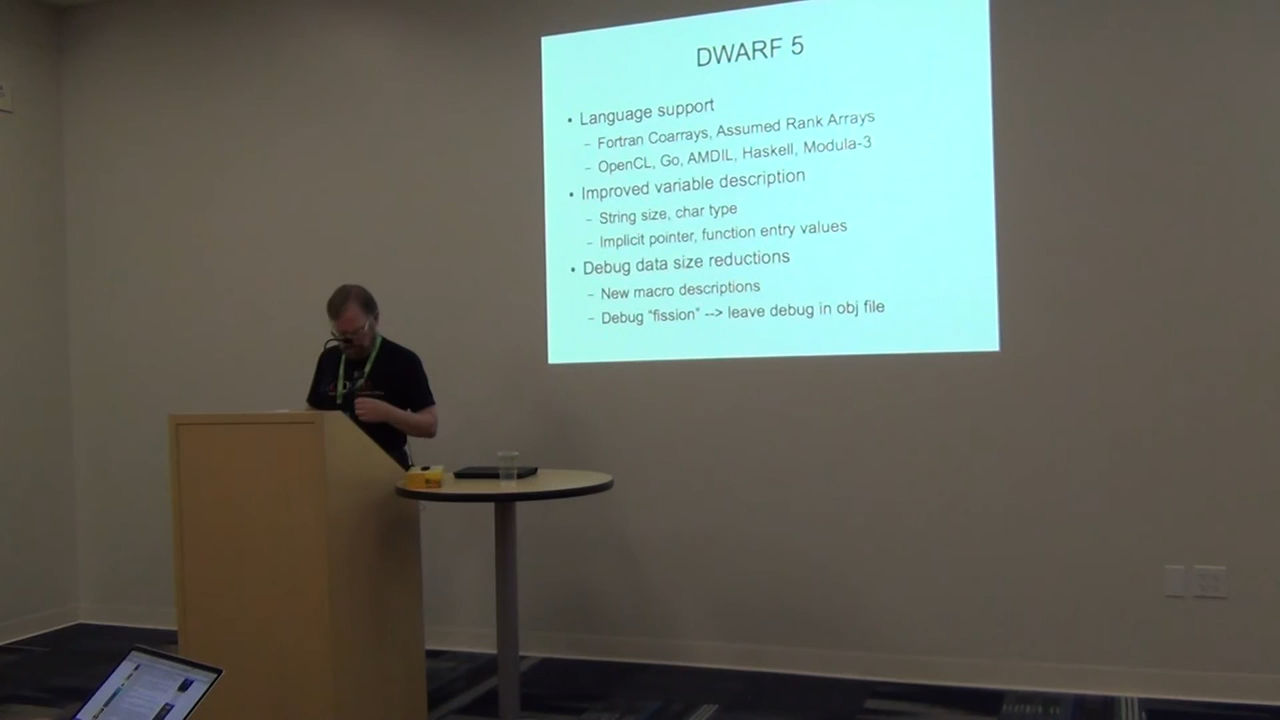 DWARF 5
• Language support
– Fortran Coarrays, Assumed Rank Arrays
– OpenCL, Go, AMDIL, Haskell, Modula-3
• Improved variable description
– String size, char type
– Implicit pointer, function entry values
• Debug data size reductions
– New macro descriptions
– Debug "fission" --> leave debug in obj file